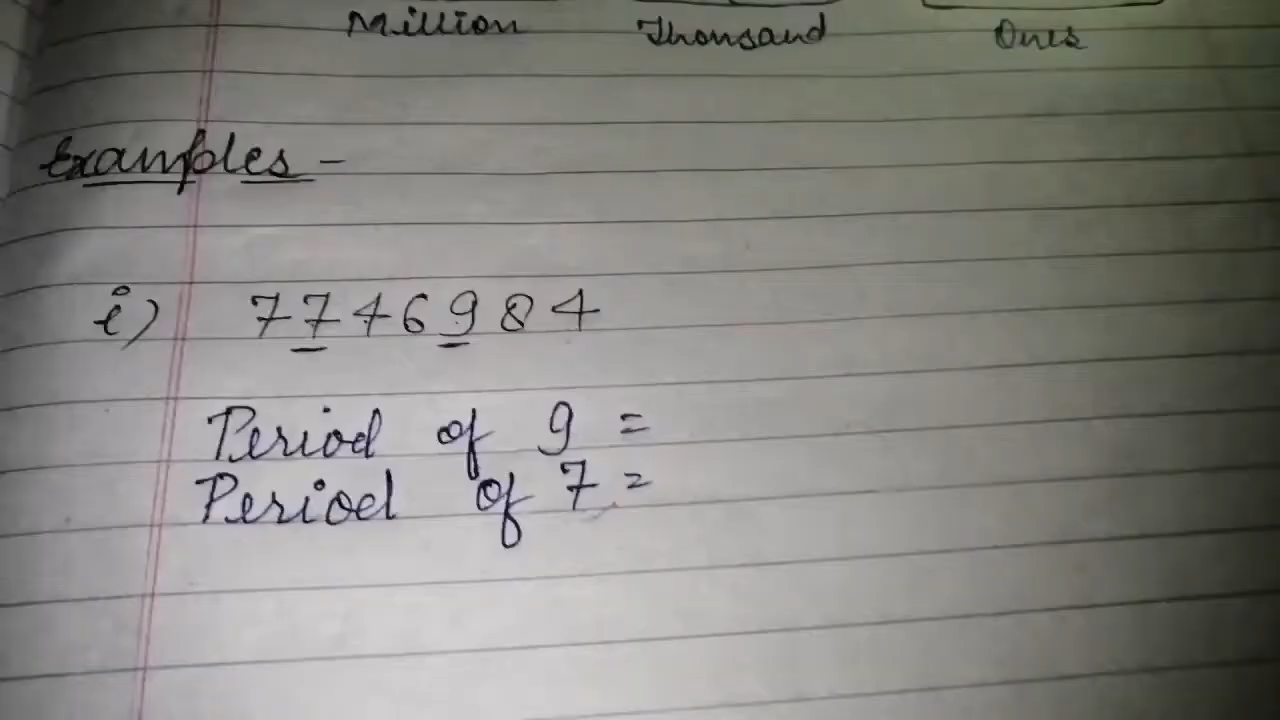 Million Thousand Ones
Examples -
i) 7746984
Period of 9 =
Period of 7 =